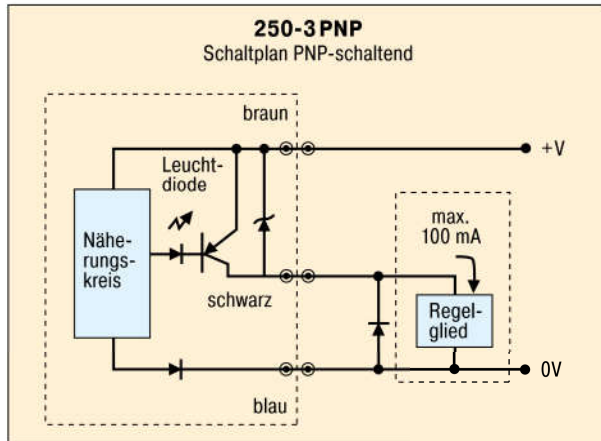 250-3 PNP
Schaltplan PNP-schaltend
braun
+V
Leucht-
diode
max.
100 mA
Nähe-
rungs-
kreis
schwarz
Regel-
glied
0V
blau